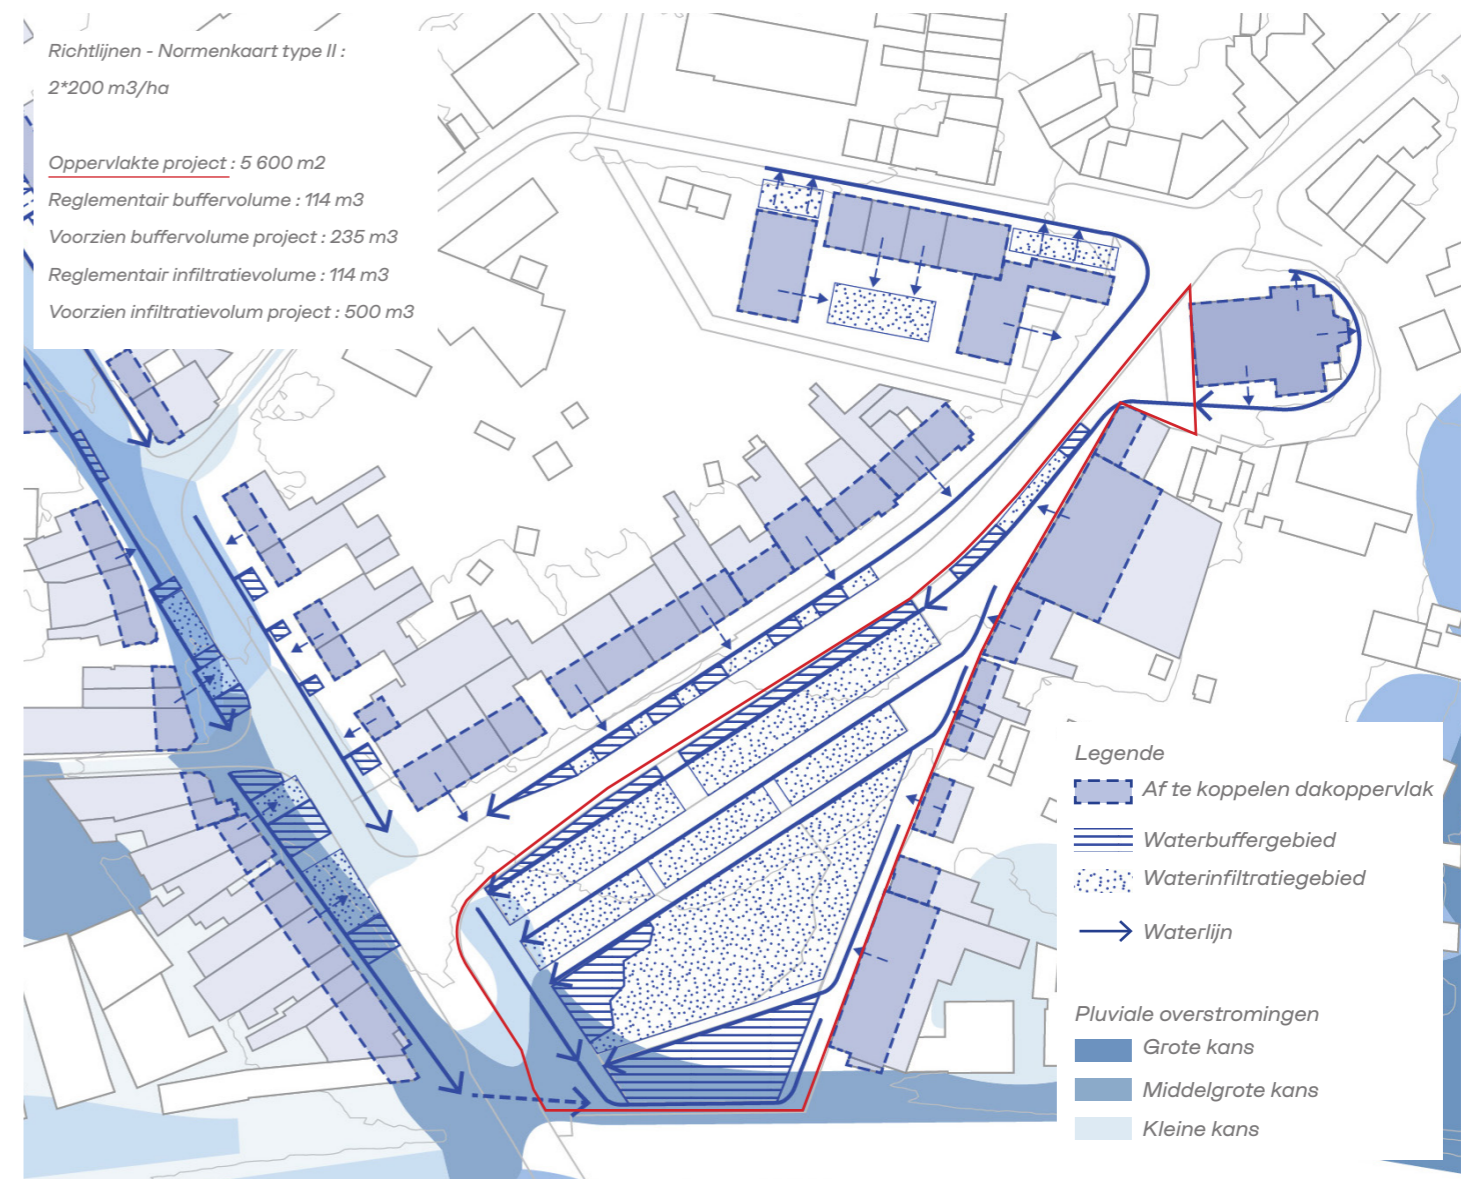 Richtlijnen - Normenkaart type II :
2*200 m3/ha
Oppervlakte project : 5 600 m2
Reglementair buffervolume : 114 m3
Voorzien buffervolume project : 235 m3
Reglementair infiltratievolume : 114 m3
Voorzien infiltratievolum project : 500 m3
Legende
Af te koppelen dakoppervlak
Waterbuffergebied
Waterinfiltratiegebied
Waterlijn
Pluviale overstromingen
Grote kans
Middelgrote kans
Kleine kans